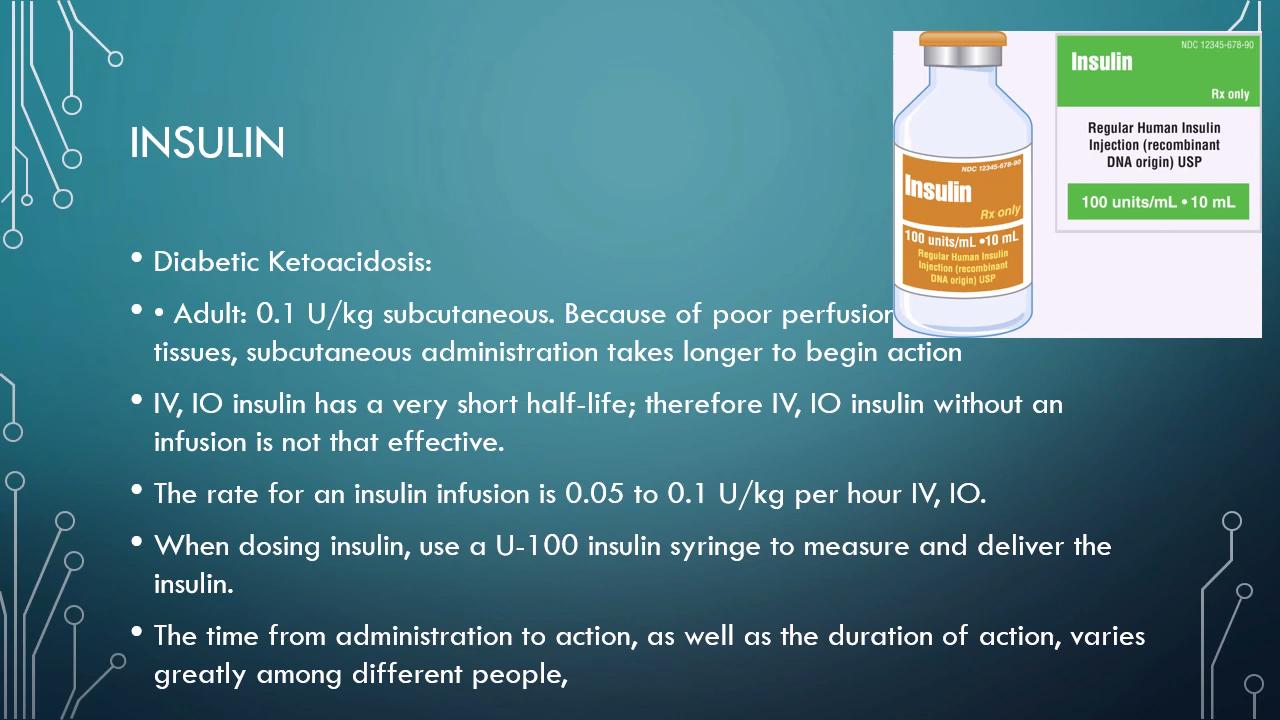 INSULIN
NDC 12345-678-90
Insulin
Rx only
100 units/mL •10 mL
Regular Human Insulin
Injection (recombinant
DNA origin) USP
NDC 12345-678-90
Insulin
Rx only
Regular Human Insulin
Injection (recombinant
DNA origin) USP
100 units/mL • 10 mL
• Diabetic Ketoacidosis:
• • Adult: 0.1 U/kg subcutaneous. Because of poor perfusion
tissues, subcutaneous administration takes longer to begin action
• IV, IO insulin has a very short half-life; therefore IV, IO insulin without an
infusion is not that effective.
• The rate for an insulin infusion is 0.05 to 0.1 U/kg per hour IV, IO.
• When dosing insulin, use a U-100 insulin syringe to measure and deliver the
insulin.
• The time from administration to action, as well as the duration of action, varies
greatly among different people,